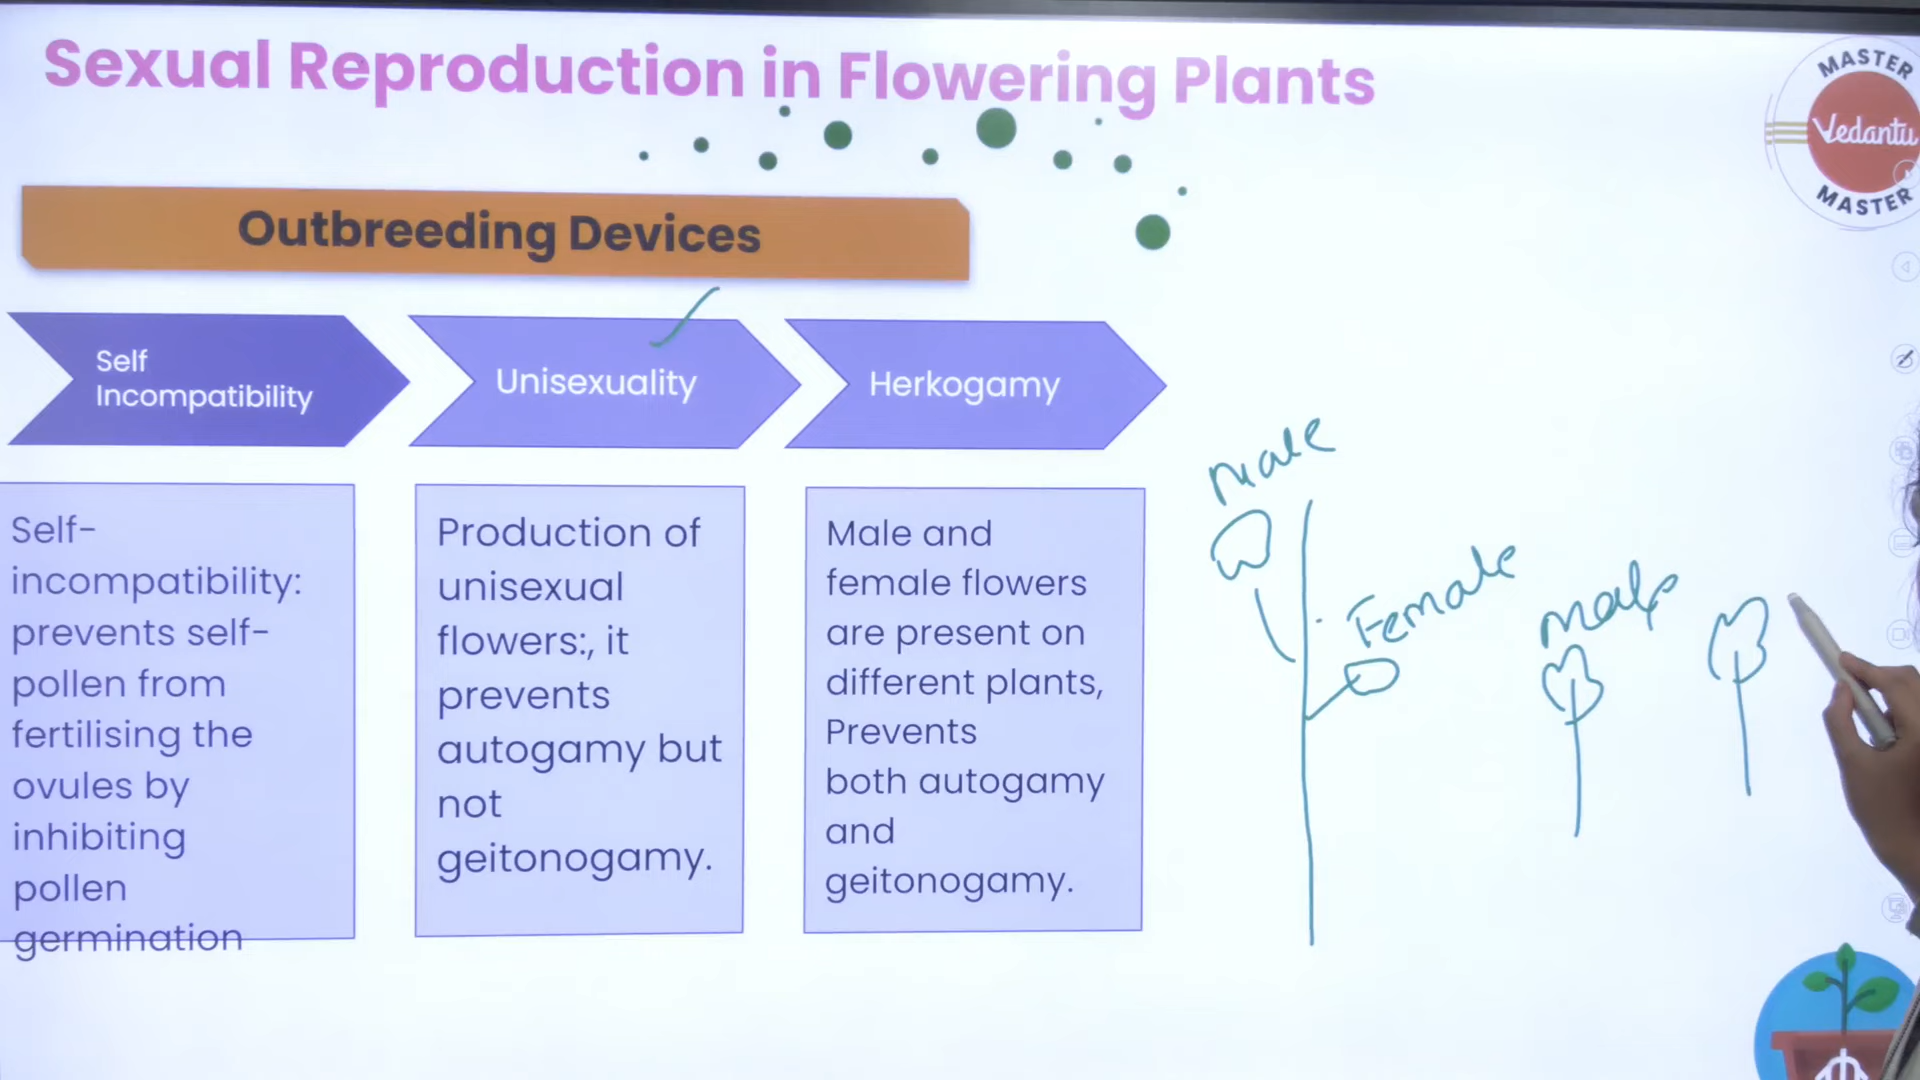 Sexual Reproduction in Flowering Plants
MASTER
Vedantu
MASTER
Outbreeding Devices
Self
Incompatibility
Unisexuality
Herkogamy
Self-
incompatibility:
prevents self-
pollen from
fertilising the
ovules by
inhibiting
pollen
germination
Production of
unisexual
flowers:, it
prevents
autogamy but
not
geitonogamy.
Male and
female flowers
are present on
different plants,
Prevents
both autogamy
and
geitonogamy.
Male
Female
Male